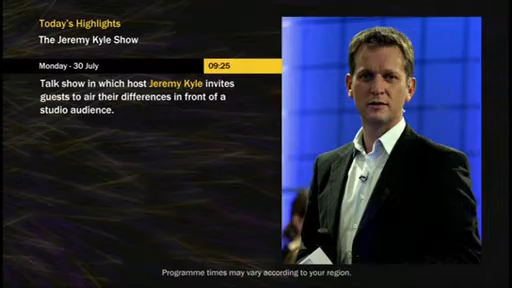 Today's Highlights
The Jeremy Kyle Show
Monday - 30 July 09:25
Talk show in which host Jeremy Kyle invites
guests to air their differences in front of a
studio audience.
Programme times may vary according to your region.